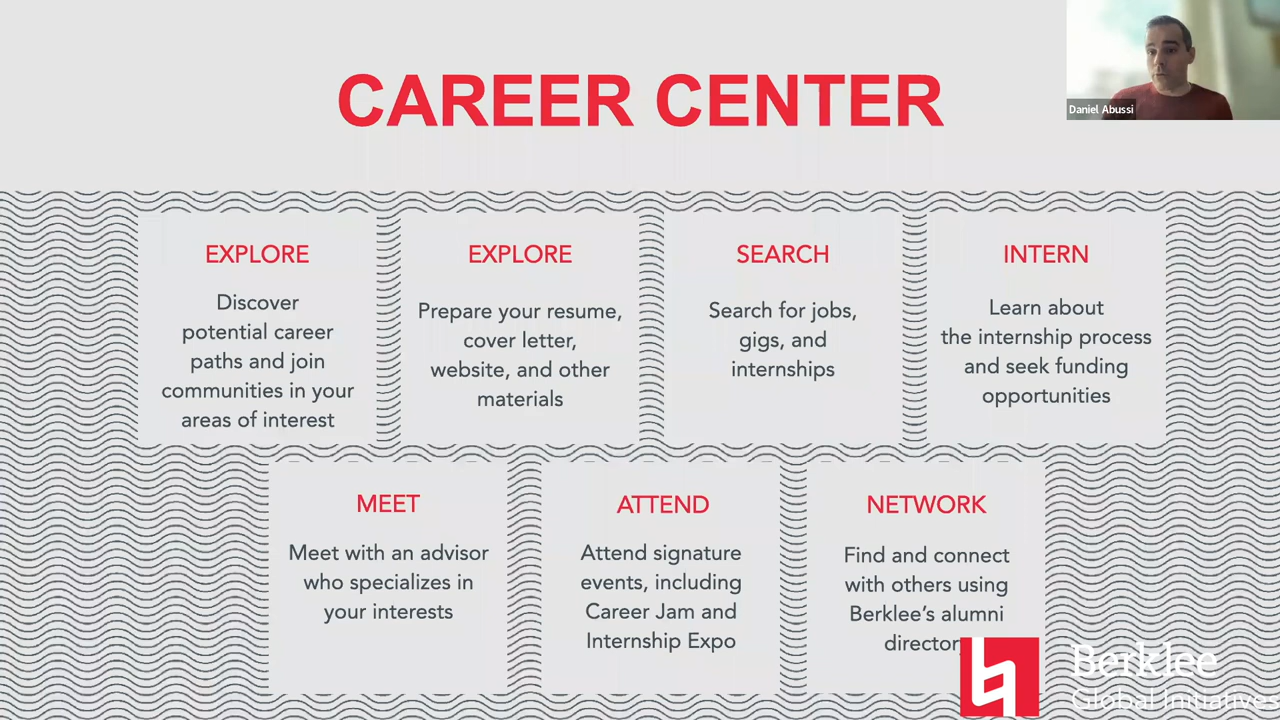 CAREER CENTER
Daniel Abussi
EXPLORE
Discover
potential career
paths and join
communities in your
areas of interest
EXPLORE
Prepare your resume,
cover letter,
website, and other
materials
SEARCH
Search for jobs,
gigs, and
internships
INTERN
Learn about
the internship process
and seek funding
opportunities
MEET
Meet with an advisor
who specializes in
your interests
ATTEND
Attend signature
events, including
Career Jam and
Internship Expo
NETWORK
Find and connect
with others using
Berklee’s alumni
directory
Berklee
Global Initiatives